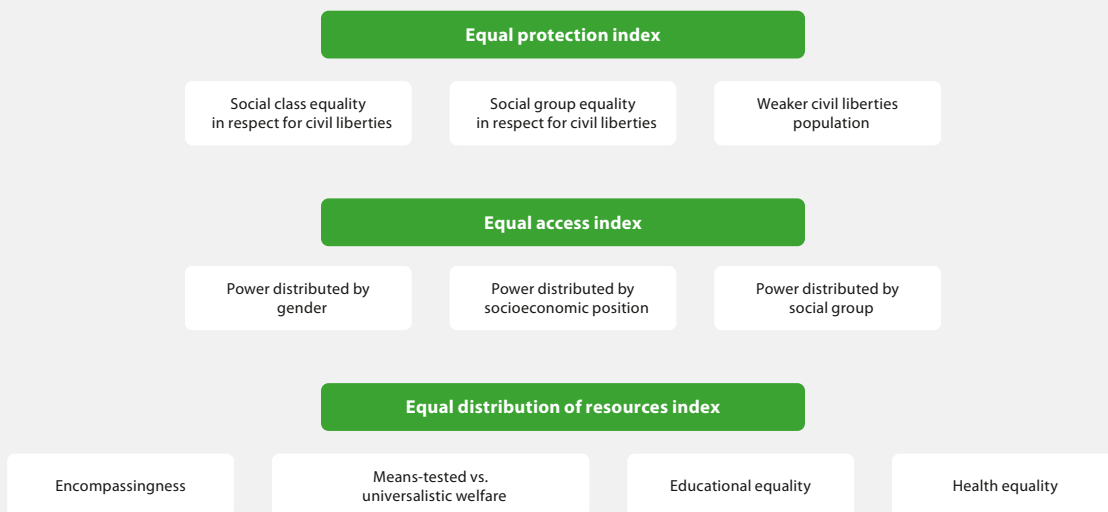 Equal protection index
Social class equality
in respect for civil liberties
Social group equality
in respect for civil liberties
Weaker civil liberties
population
Equal access index
Power distributed by
gender
Power distributed by
socioeconomic position
Power distributed by
social group
Equal distribution of resources index
Encompassingness
Means-tested vs.
universalistic welfare
Educational equality
Health equality